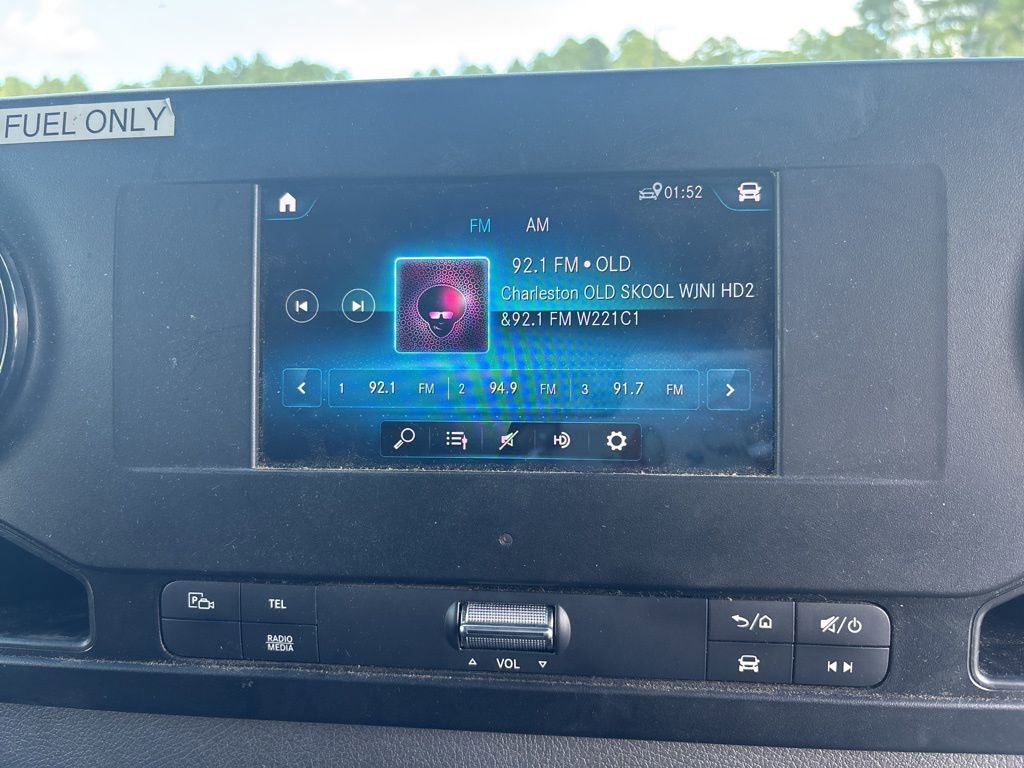 FUEL ONLY
01:52
FM AM
92.1 FM • OLD
Charleston OLD SKOOL WJNI HD2
&92.1 FM W221C1
1 92.1 FM 2 94.9 FM 3 91.7 FM
HD
P TEL
RADIO
MEDIA
VOL